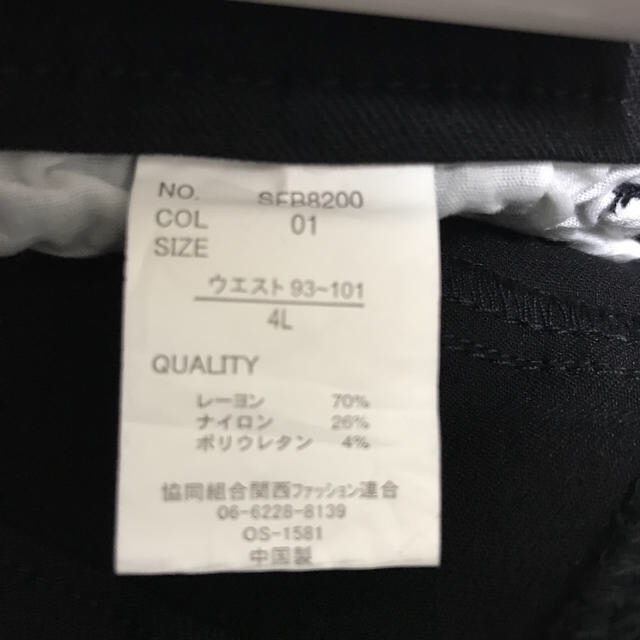 NO. SFR8200
COL 01
SIZE
ウエスト 93-101
4L
QUALITY
レーヨン 70%
ナイロン 26%
ポリウレタン 4%
協同組合関西ファッション連合
06-6228-8139
OS-1581
中国製